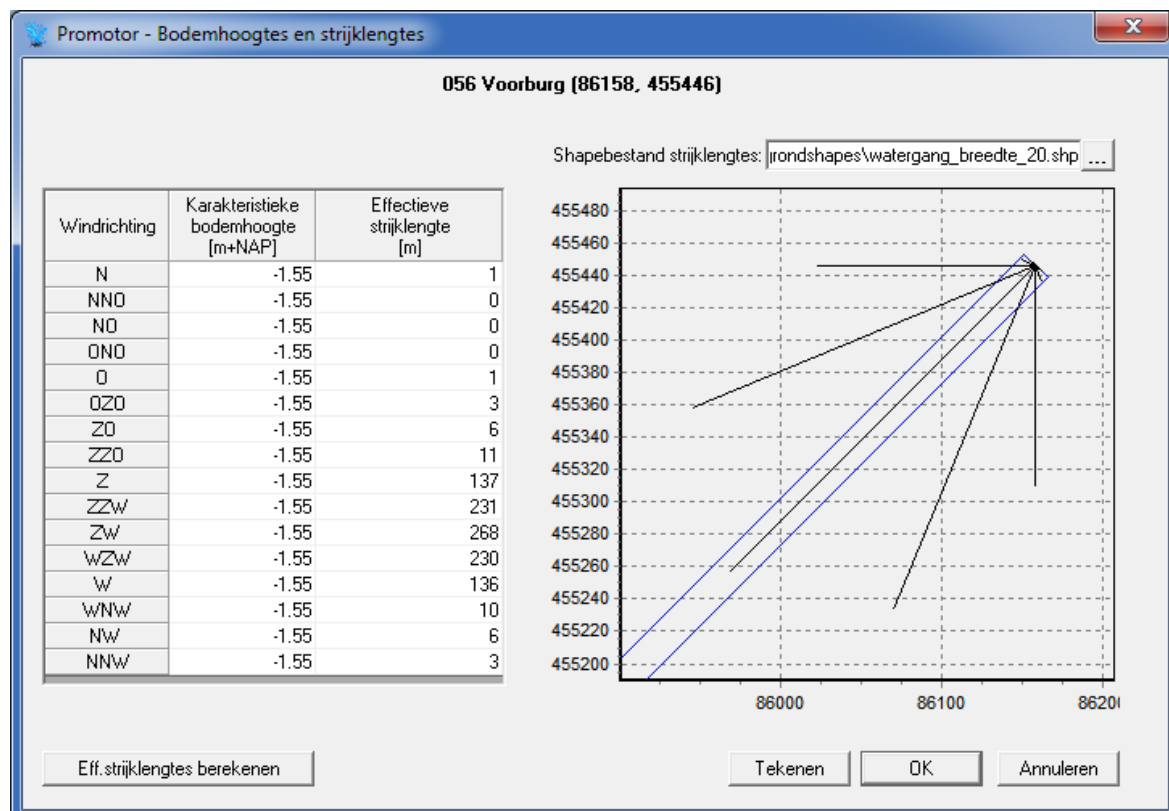 Promotor - Bodemhoogtes en strijklengtes
056 Voorburg (86158, 455446)
Shapebestand strijklengtes: grondshapes\watergang_breedte_20.shp ...
Windrichting Karakteristieke bodemhoogte [m+NAP] Effectieve strijklengte [m]
N -1.55 1
NNO -1.55 0
NO -1.55 0
ONO -1.55 0
O -1.55 1
OZO -1.55 3
ZO -1.55 6
ZZO -1.55 11
Z -1.55 137
ZZW -1.55 231
ZW -1.55 268
WZW -1.55 230
W -1.55 136
WNW -1.55 10
NW -1.55 6
NNW -1.55 3
455480
455460
455440
455420
455400
455380
455360
455340
455320
455300
455280
455260
455240
455220
455200
86000 86100 86200
Eff.strijklengtes berekenen Tekenen OK Annuleren